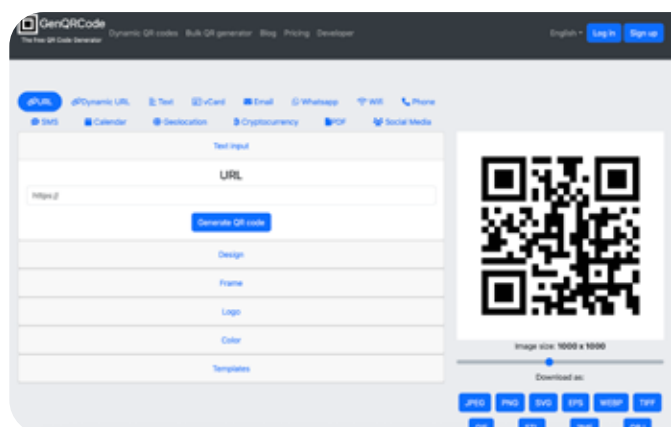 GenQRCode
The free QR Code Generator
Dynamic QR codes Bulk QR generator Blog Pricing Developer
English
Log in
Sign up
URL Dynamic URL Text vCard Email Whatsapp Wifi Phone
SMS Calendar Geolocation Cryptocurrency PDF Social Media
Text input
URL
https://
Generate QR code
Design
Frame
Logo
Color
Templates
Image size: 1000 x 1000
Download as:
JPEG PNG SVG EPS WEBP TIFF